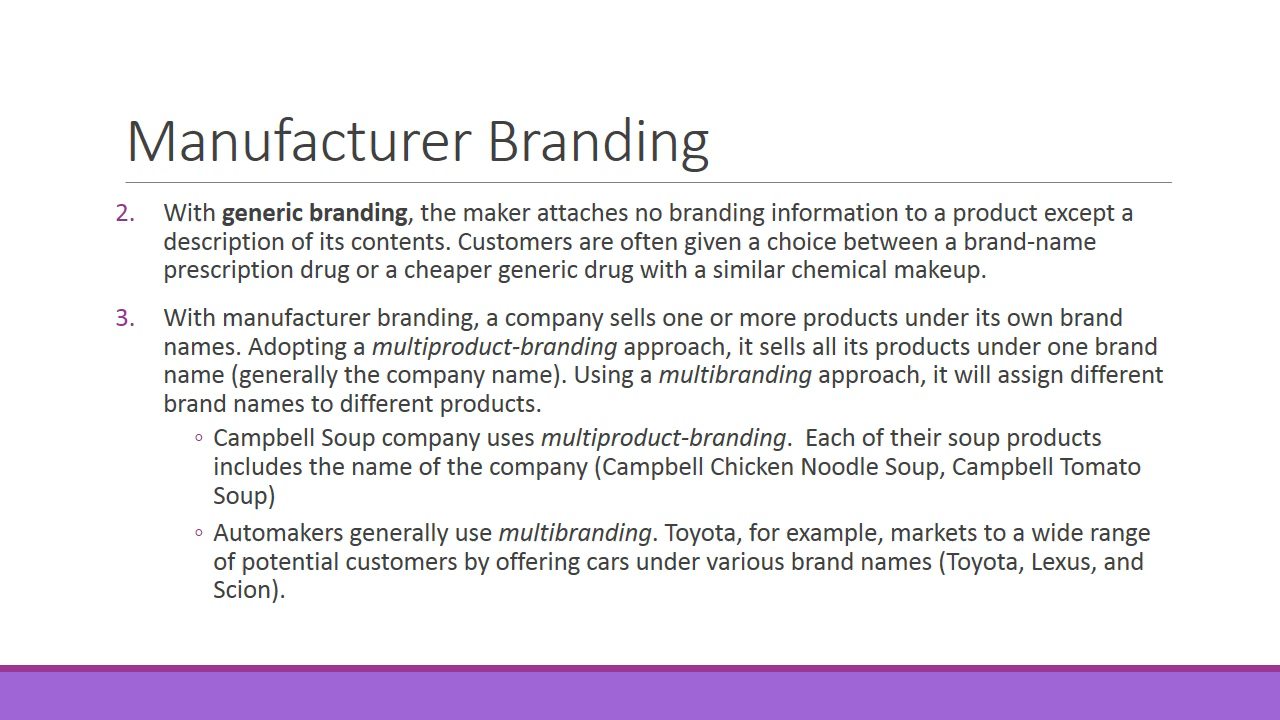 Manufacturer Branding
2. With generic branding, the maker attaches no branding information to a product except a
description of its contents. Customers are often given a choice between a brand-name
prescription drug or a cheaper generic drug with a similar chemical makeup.
3. With manufacturer branding, a company sells one or more products under its own brand
names. Adopting a multiproduct-branding approach, it sells all its products under one brand
name (generally the company name). Using a multibranding approach, it will assign different
brand names to different products.
◦ Campbell Soup company uses multiproduct-branding.  Each of their soup products
includes the name of the company (Campbell Chicken Noodle Soup, Campbell Tomato
Soup)
◦ Automakers generally use multibranding. Toyota, for example, markets to a wide range
of potential customers by offering cars under various brand names (Toyota, Lexus, and
Scion).